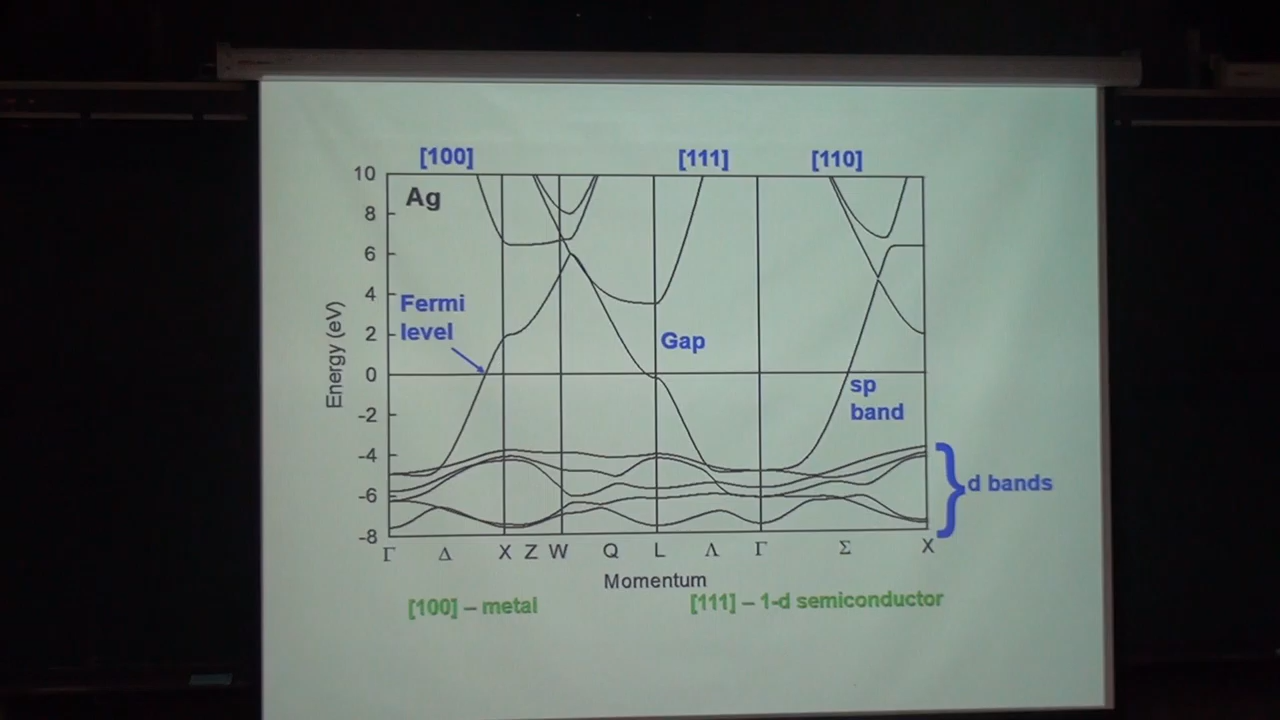 [100] [111] [110]
10
Ag
8
6
4
Fermi
level
2
Gap
0
sp
band
-2
-4
d bands
-6
-8
Energy (eV)
Γ Δ X Z W Q L Λ Γ Σ X
Momentum
[100] – metal [111] – 1-d semiconductor